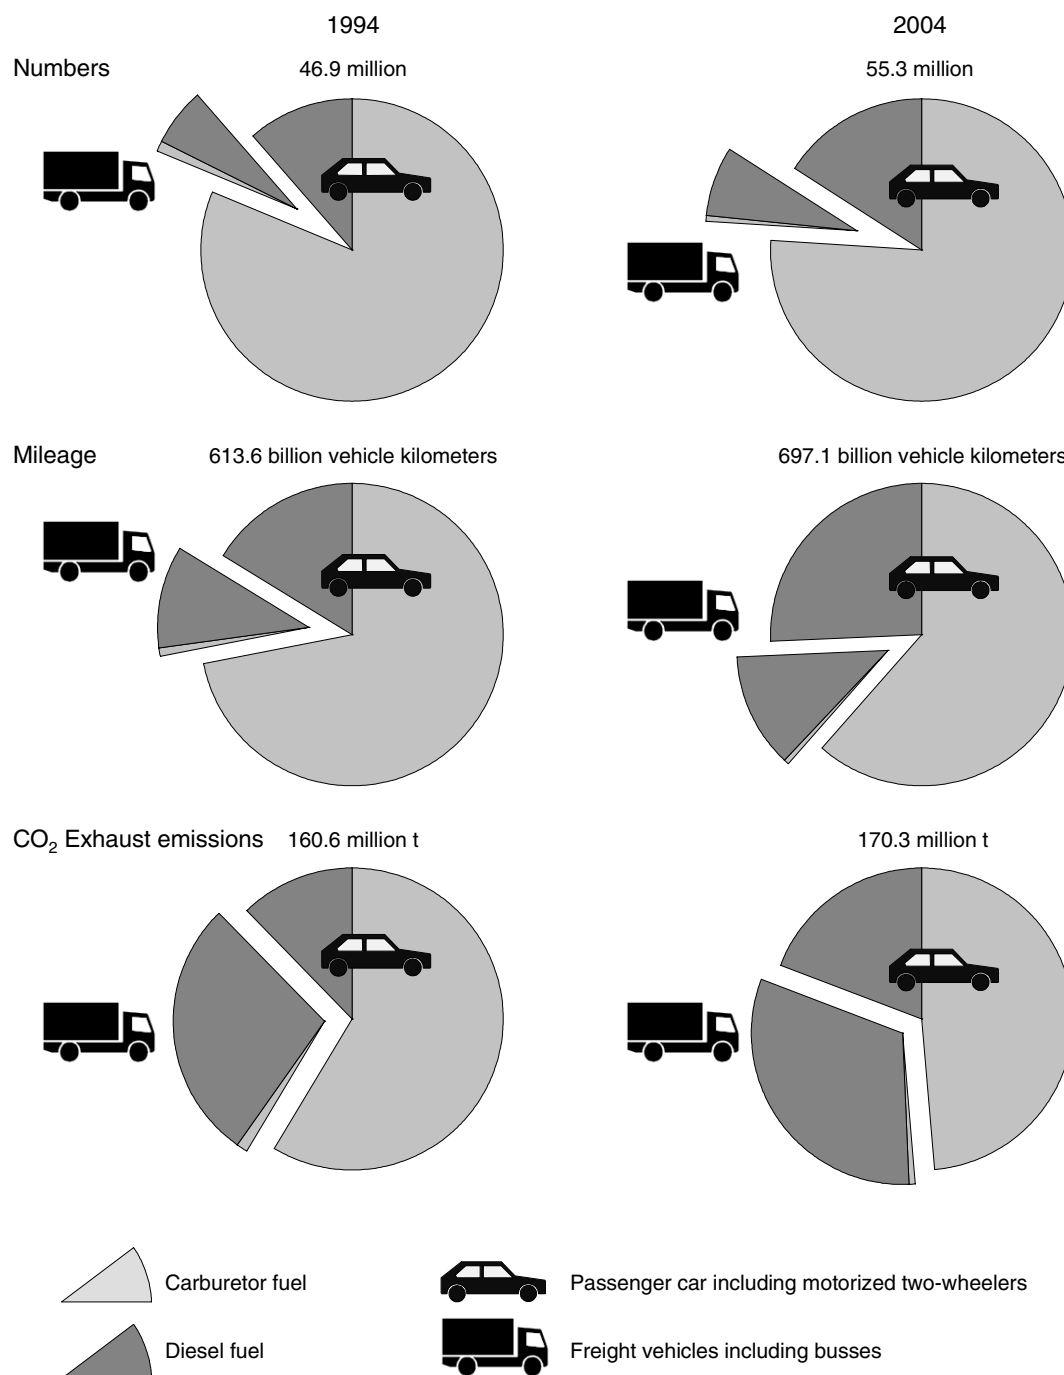 1994 2004
Numbers 46.9 million 55.3 million
Mileage 613.6 billion vehicle kilometers 697.1 billion vehicle kilometers
CO₂ Exhaust emissions 160.6 million t 170.3 million t
Carburetor fuel Passenger car including motorized two-wheelers
Diesel fuel Freight vehicles including busses